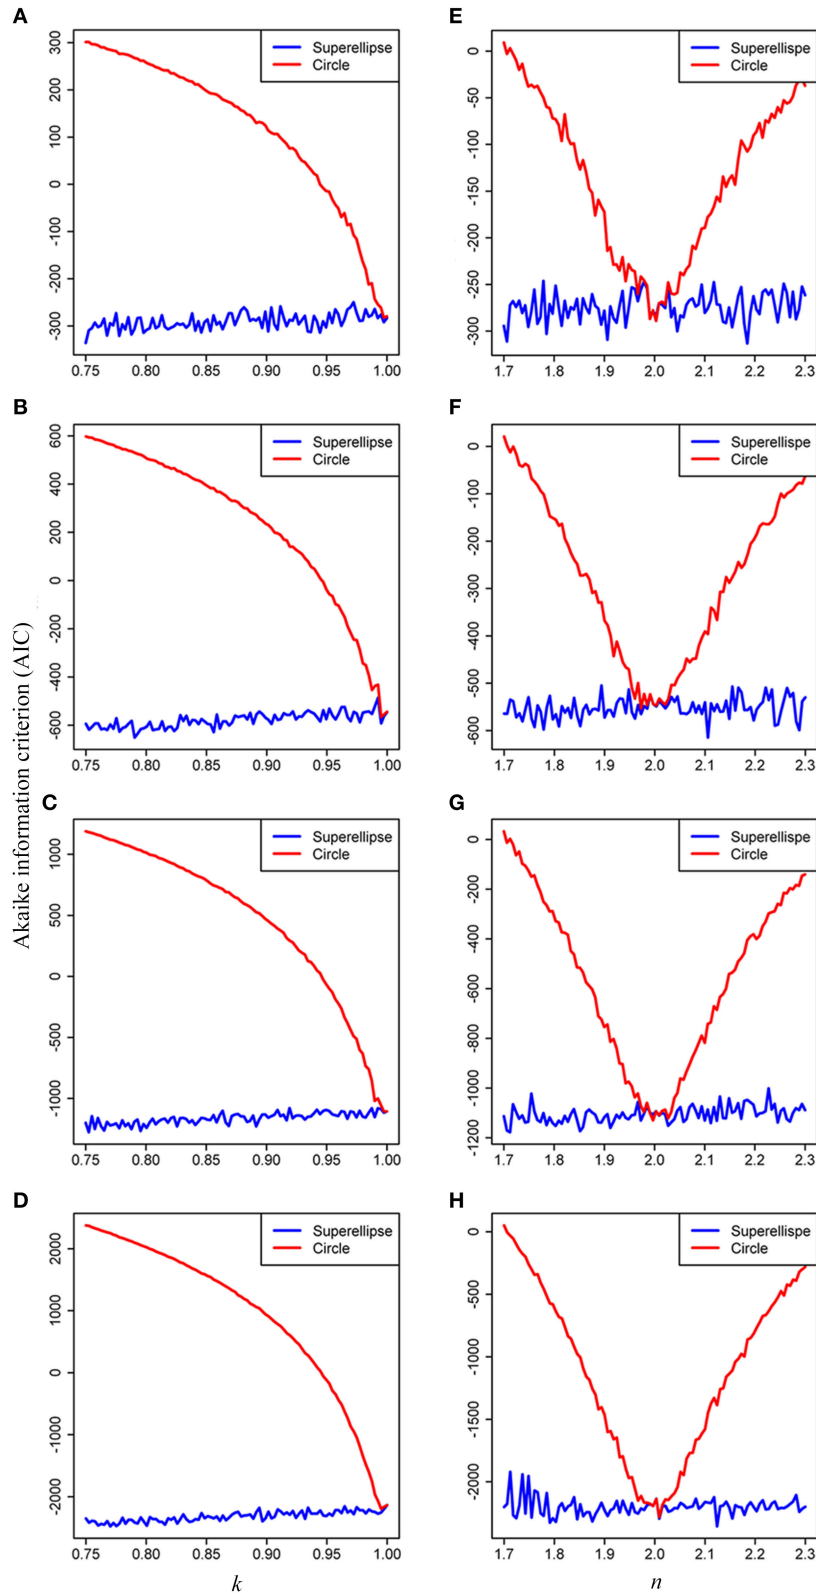 A
300
200
100
0
-100
-200
-300
0.75 0.80 0.85 0.90 0.95 1.00
Superellipse
Circle
E
0
-50
-100
-150
-200
-250
-300
1.7 1.8 1.9 2.0 2.1 2.2 2.3
Superellispe
Circle
B
600
400
200
0
-200
-400
-600
0.75 0.80 0.85 0.90 0.95 1.00
Superellipse
Circle
F
0
-100
-200
-300
-400
-500
-600
1.7 1.8 1.9 2.0 2.1 2.2 2.3
Superellispe
Circle
Akaike information criterion (AIC)
C
1000
500
0
-500
-1000
0.75 0.80 0.85 0.90 0.95 1.00
Superellipse
Circle
G
0
-200
-400
-600
-800
-1000
-1200
1.7 1.8 1.9 2.0 2.1 2.2 2.3
Superellispe
Circle
D
2000
1000
0
-1000
-2000
0.75 0.80 0.85 0.90 0.95 1.00
Superellipse
Circle
k
H
0
-500
-1000
-1500
-2000
1.7 1.8 1.9 2.0 2.1 2.2 2.3
Superellispe
Circle
n